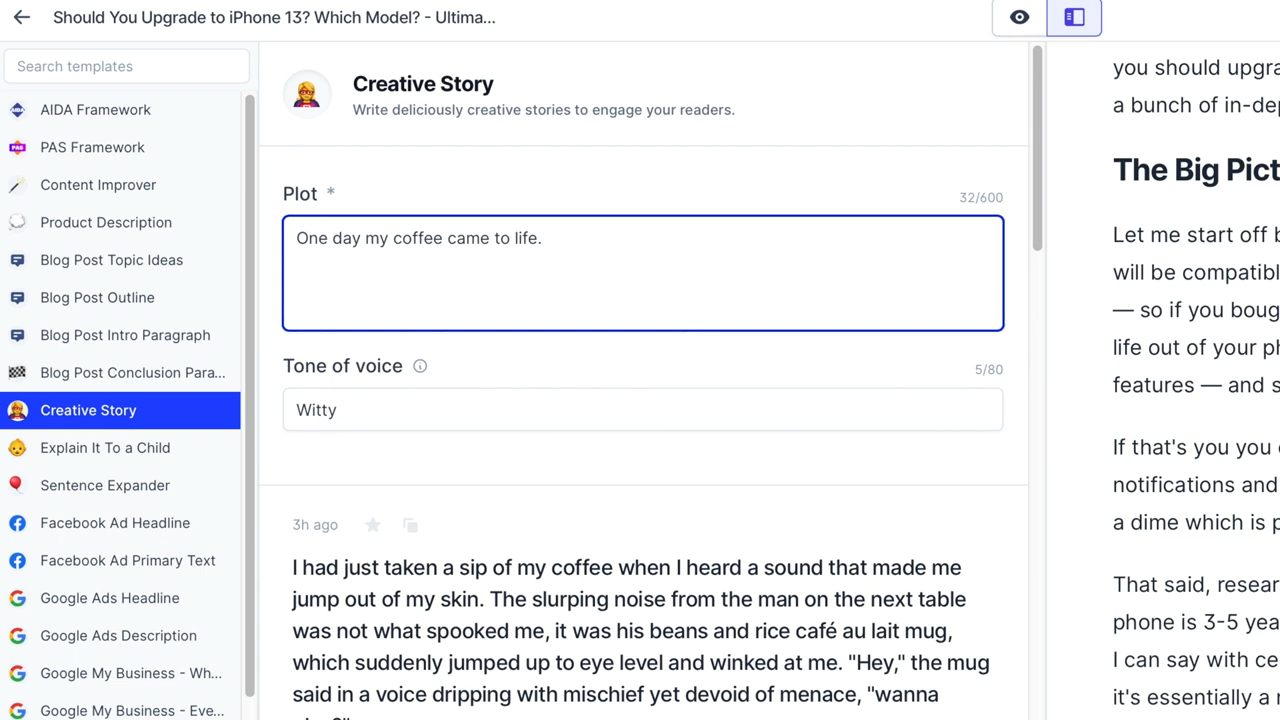 Should You Upgrade to iPhone 13? Which Model? - Ultima...
Search templates
AIDA Framework
PAS Framework
Content Improver
Product Description
Blog Post Topic Ideas
Blog Post Outline
Blog Post Intro Paragraph
Blog Post Conclusion Para...
Creative Story
Explain It To a Child
Sentence Expander
Facebook Ad Headline
Facebook Ad Primary Text
Google Ads Headline
Google Ads Description
Google My Business - Wh...
Google My Business - Eve...
Creative Story
Write deliciously creative stories to engage your readers.
Plot *
32/600
One day my coffee came to life.
Tone of voice
5/80
Witty
3h ago
I had just taken a sip of my coffee when I heard a sound that made me
jump out of my skin. The slurping noise from the man on the next table
was not what spooked me, it was his beans and rice café au lait mug,
which suddenly jumped up to eye level and winked at me. "Hey," the mug
said in a voice dripping with mischief yet devoid of menace, "wanna
you should upgra
a bunch of in-dep
The Big Pict
Let me start off b
will be compatibl
— so if you boug
life out of your ph
features — and s
If that's you you
notifications and
a dime which is p
That said, resear
phone is 3-5 yea
I can say with ce
it's essentially a